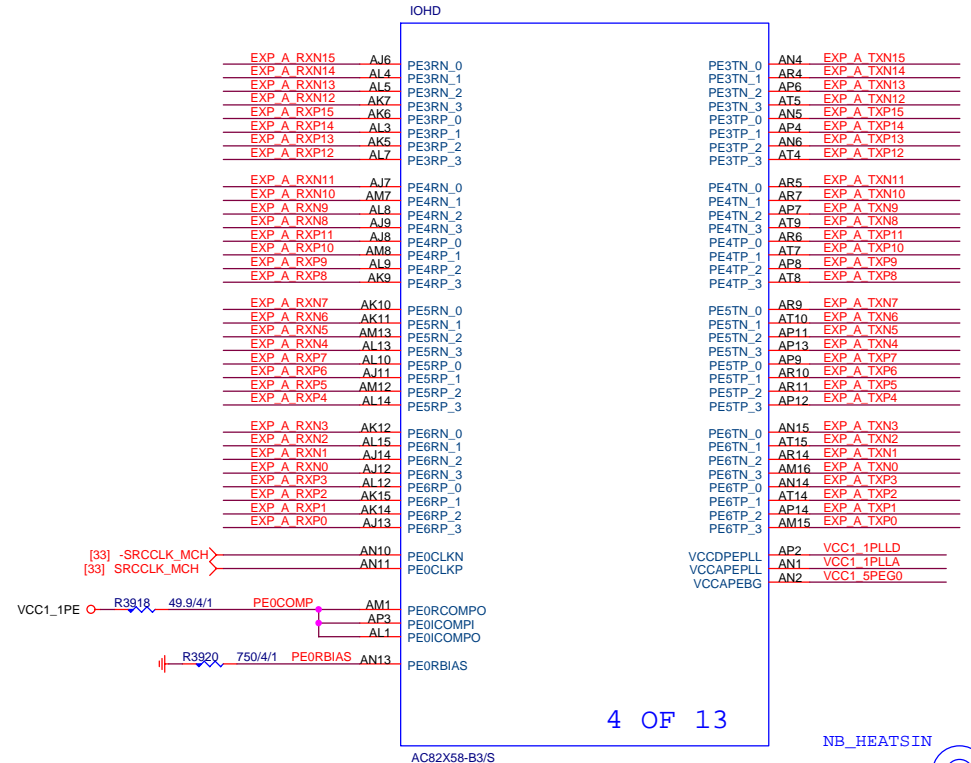 IOHD
EXP_A_RXN15 AJ6 PE3RN_0 PE3TN_0 AN4 EXP_A_TXN15
EXP_A_RXN14 AL4 PE3RN_1 PE3TN_1 AR4 EXP_A_TXN14
EXP_A_RXN13 AL5 PE3RN_2 PE3TN_2 AP6 EXP_A_TXN13
EXP_A_RXN12 AK7 PE3RN_3 PE3TN_3 AT5 EXP_A_TXN12
EXP_A_RXP15 AK6 PE3RP_0 PE3TP_0 AN5 EXP_A_TXP15
EXP_A_RXP14 AL3 PE3RP_1 PE3TP_1 AP4 EXP_A_TXP14
EXP_A_RXP13 AK5 PE3RP_2 PE3TP_2 AN6 EXP_A_TXP13
EXP_A_RXP12 AL7 PE3RP_3 PE3TP_3 AT4 EXP_A_TXP12
EXP_A_RXN11 AJ7 PE4RN_0 PE4TN_0 AR5 EXP_A_TXN11
EXP_A_RXN10 AM7 PE4RN_1 PE4TN_1 AR7 EXP_A_TXN10
EXP_A_RXN9 AL8 PE4RN_2 PE4TN_2 AP7 EXP_A_TXN9
EXP_A_RXN8 AJ9 PE4RN_3 PE4TN_3 AT9 EXP_A_TXN8
EXP_A_RXP11 AJ8 PE4RP_0 PE4TP_0 AR6 EXP_A_TXP11
EXP_A_RXP10 AM8 PE4RP_1 PE4TP_1 AT7 EXP_A_TXP10
EXP_A_RXP9 AL9 PE4RP_2 PE4TP_2 AP8 EXP_A_TXP9
EXP_A_RXP8 AK9 PE4RP_3 PE4TP_3 AT8 EXP_A_TXP8
EXP_A_RXN7 AK10 PE5RN_0 PE5TN_0 AR9 EXP_A_TXN7
EXP_A_RXN6 AK11 PE5RN_1 PE5TN_1 AT10 EXP_A_TXN6
EXP_A_RXN5 AM13 PE5RN_2 PE5TN_2 AP11 EXP_A_TXN5
EXP_A_RXN4 AL13 PE5RN_3 PE5TN_3 AP13 EXP_A_TXN4
EXP_A_RXP7 AL10 PE5RP_0 PE5TP_0 AP9 EXP_A_TXP7
EXP_A_RXP6 AJ11 PE5RP_1 PE5TP_1 AR10 EXP_A_TXP6
EXP_A_RXP5 AM12 PE5RP_2 PE5TP_2 AR11 EXP_A_TXP5
EXP_A_RXP4 AL14 PE5RP_3 PE5TP_3 AP12 EXP_A_TXP4
EXP_A_RXN3 AK12 PE6RN_0 PE6TN_0 AN15 EXP_A_TXN3
EXP_A_RXN2 AL15 PE6RN_1 PE6TN_1 AT15 EXP_A_TXN2
EXP_A_RXN1 AJ14 PE6RN_2 PE6TN_2 AR14 EXP_A_TXN1
EXP_A_RXN0 AJ12 PE6RN_3 PE6TN_3 AM16 EXP_A_TXN0
EXP_A_RXP3 AL12 PE6RP_0 PE6TP_0 AN14 EXP_A_TXP3
EXP_A_RXP2 AK15 PE6RP_1 PE6TP_1 AT14 EXP_A_TXP2
EXP_A_RXP1 AK14 PE6RP_2 PE6TP_2 AP14 EXP_A_TXP1
EXP_A_RXP0 AJ13 PE6RP_3 PE6TP_3 AM15 EXP_A_TXP0
[33] -SRCCLK_MCH AN10 PE0CLKN VCCDPEPLL AP2 VCC1_1PLLD
[33] SRCCLK_MCH AN11 PE0CLKP VCCAPEPLL AN1 VCC1_1PLLA
VCCAPEBG AN2 VCC1_5PEG0
VCC1_1PE R3918 49.9/4/1 PE0COMP AM1 PE0RCOMPO
AP3 PE0ICOMPI
AL1 PE0ICOMPO
R3920 750/4/1 PE0RBIAS AN13 PE0RBIAS
4 OF 13
NB_HEATSIN
AC82X58-B3/S